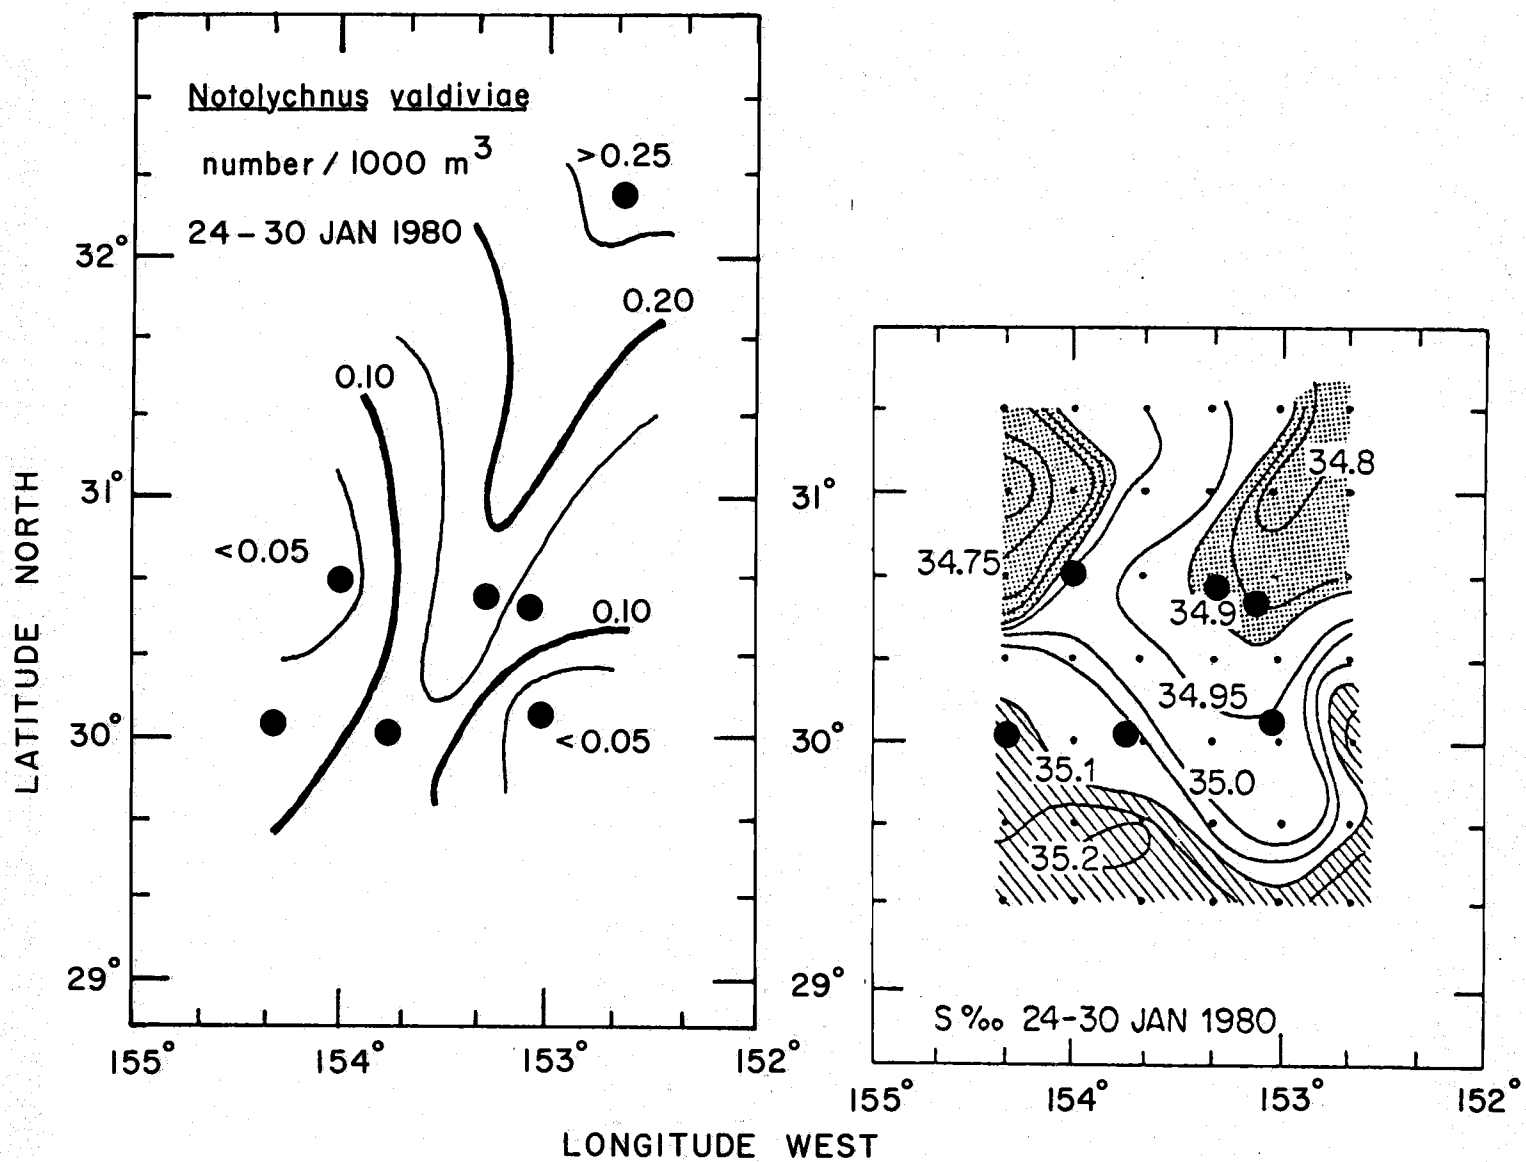 Notolychnus valdiviae
number / 1000 m³
24-30 JAN 1980
>0.25
0.20
0.10
<0.05
0.10
<0.05
32°
31°
30°
29°
155° 154° 153° 152°
LATITUDE NORTH
34.8
34.75
34.9
34.95
35.1
35.0
35.2
31°
30°
29°
S‰ 24-30 JAN 1980
155° 154° 153° 152°
LONGITUDE WEST